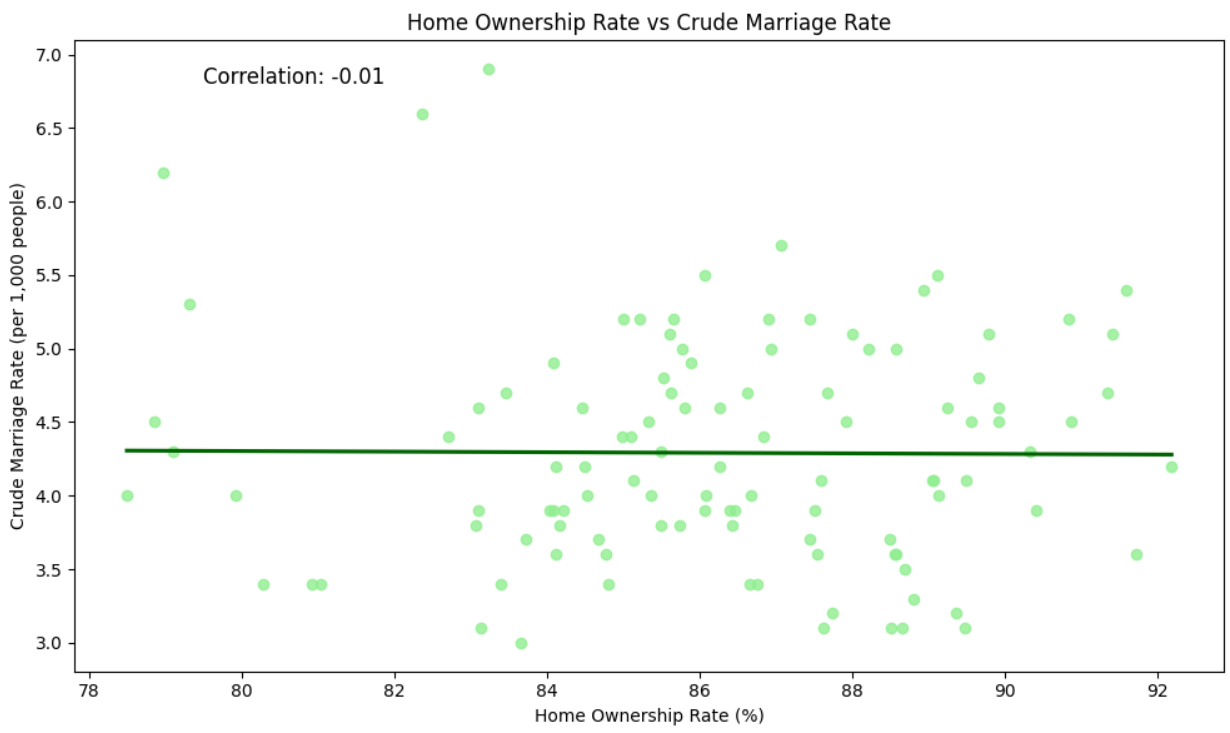 Home Ownership Rate vs Crude Marriage Rate
Correlation: -0.01
Crude Marriage Rate (per 1,000 people)
7.0
6.5
6.0
5.5
5.0
4.5
4.0
3.5
3.0
78 80 82 84 86 88 90 92
Home Ownership Rate (%)